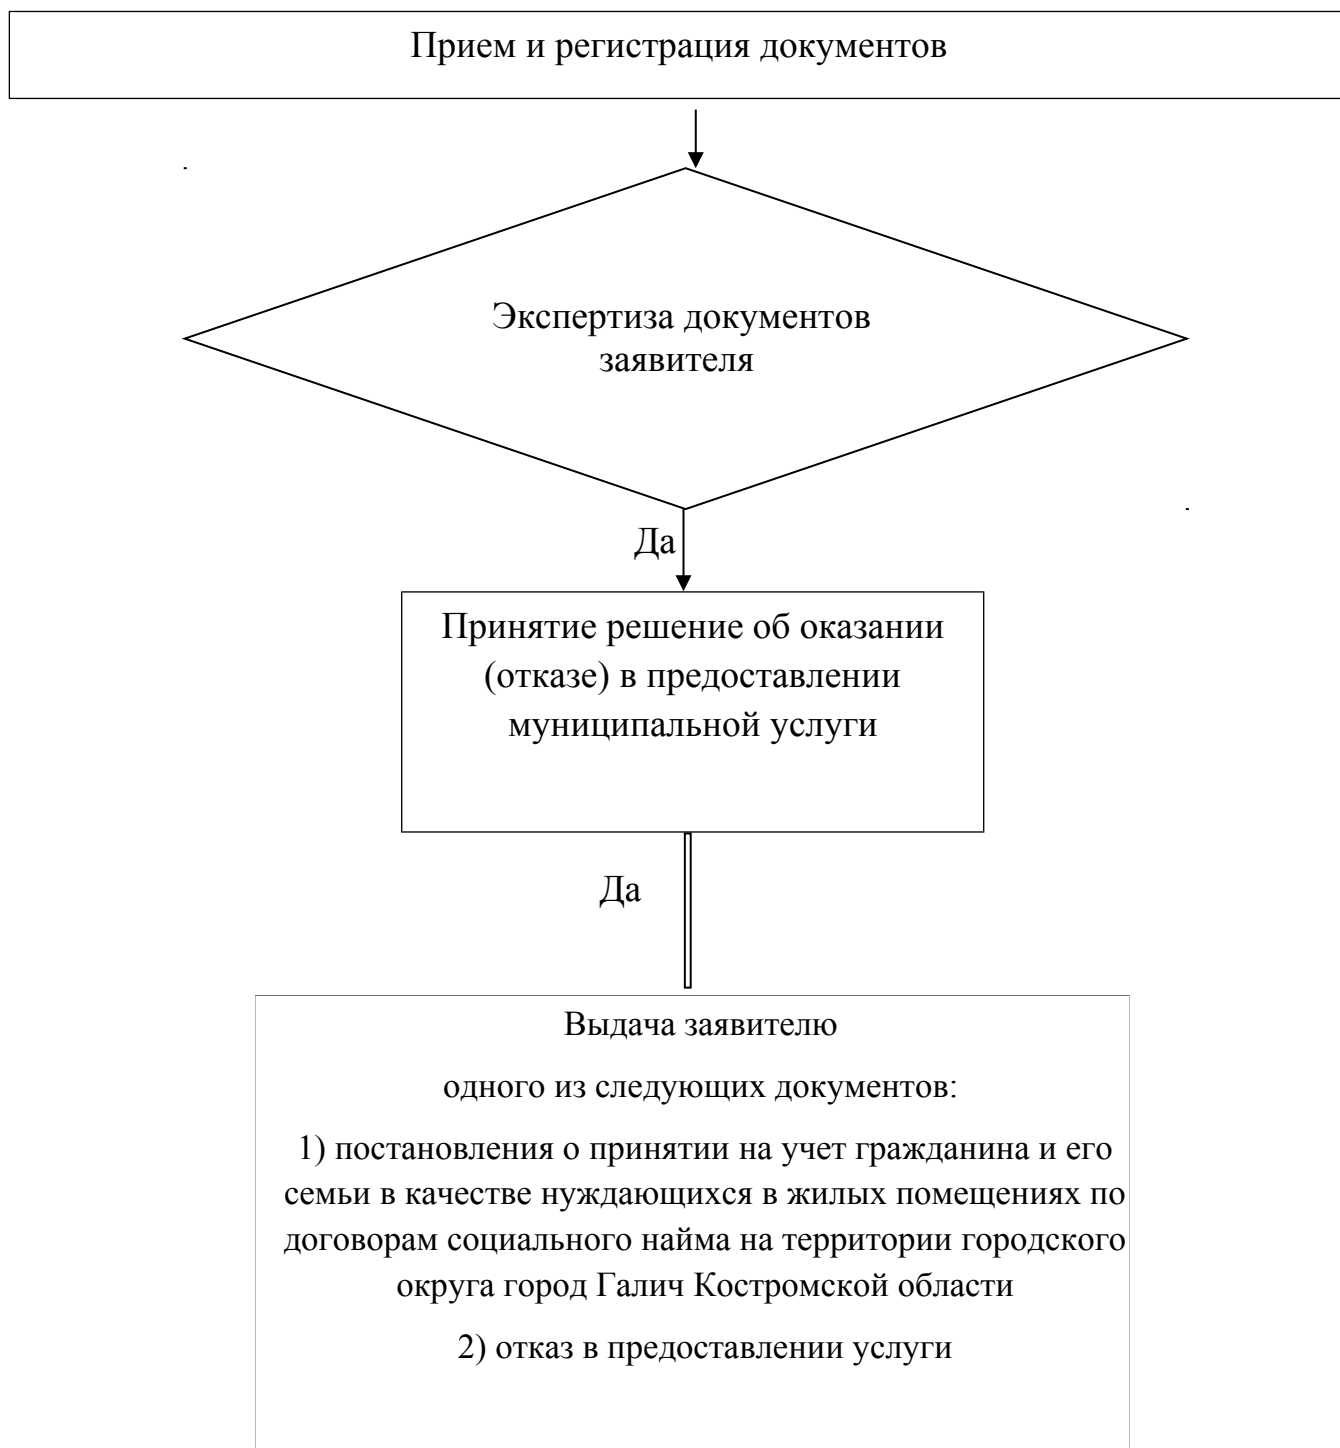 Прием и регистрация документов
Экспертиза документов
заявителя
Да
Принятие решение об оказании
(отказе) в предоставлении
муниципальной услуги
Да
Выдача заявителю
одного из следующих документов:
1) постановления о принятии на учет гражданина и его
семьи в качестве нуждающихся в жилых помещениях по
договорам социального найма на территории городского
округа город Галич Костромской области
2) отказ в предоставлении услуги